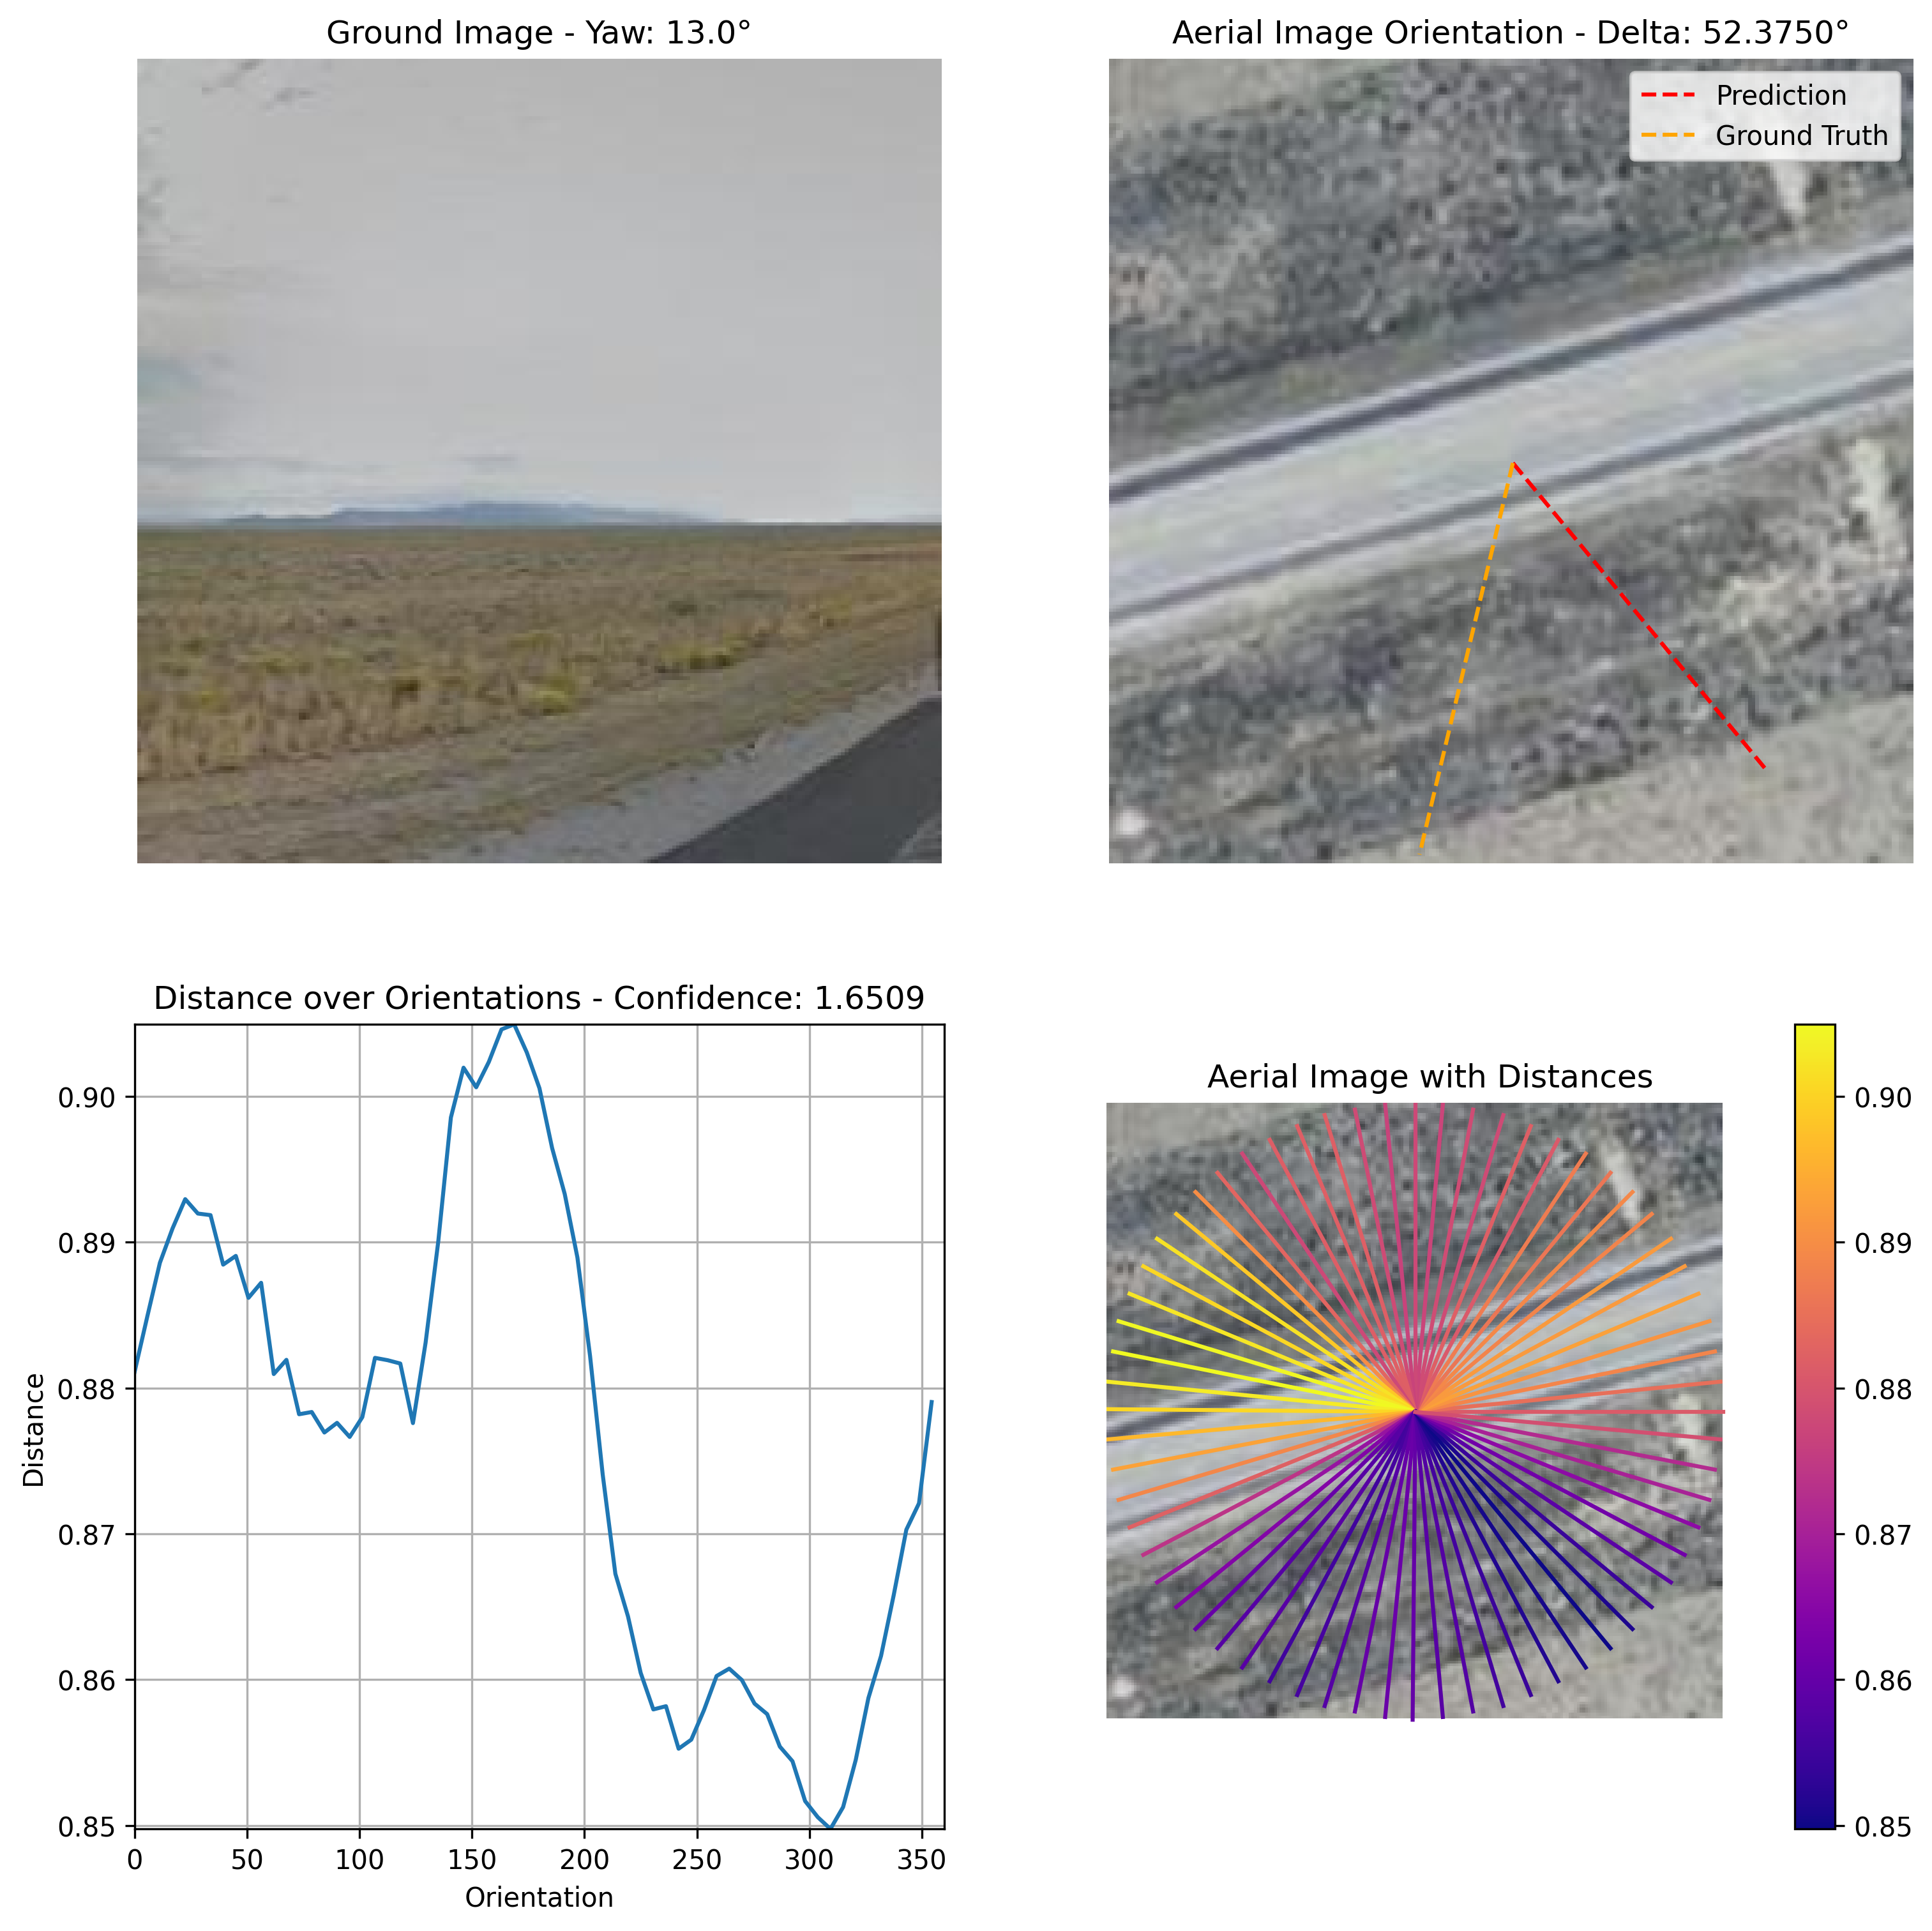 Ground Image - Yaw: 13.0°
Aerial Image Orientation - Delta: 52.3750°
Prediction
Ground Truth
Distance over Orientations - Confidence: 1.6509
0.90
0.89
0.88
0.87
0.86
0.85
Distance
0 50 100 150 200 250 300 350
Orientation
Aerial Image with Distances
0.90
0.89
0.88
0.87
0.86
0.85